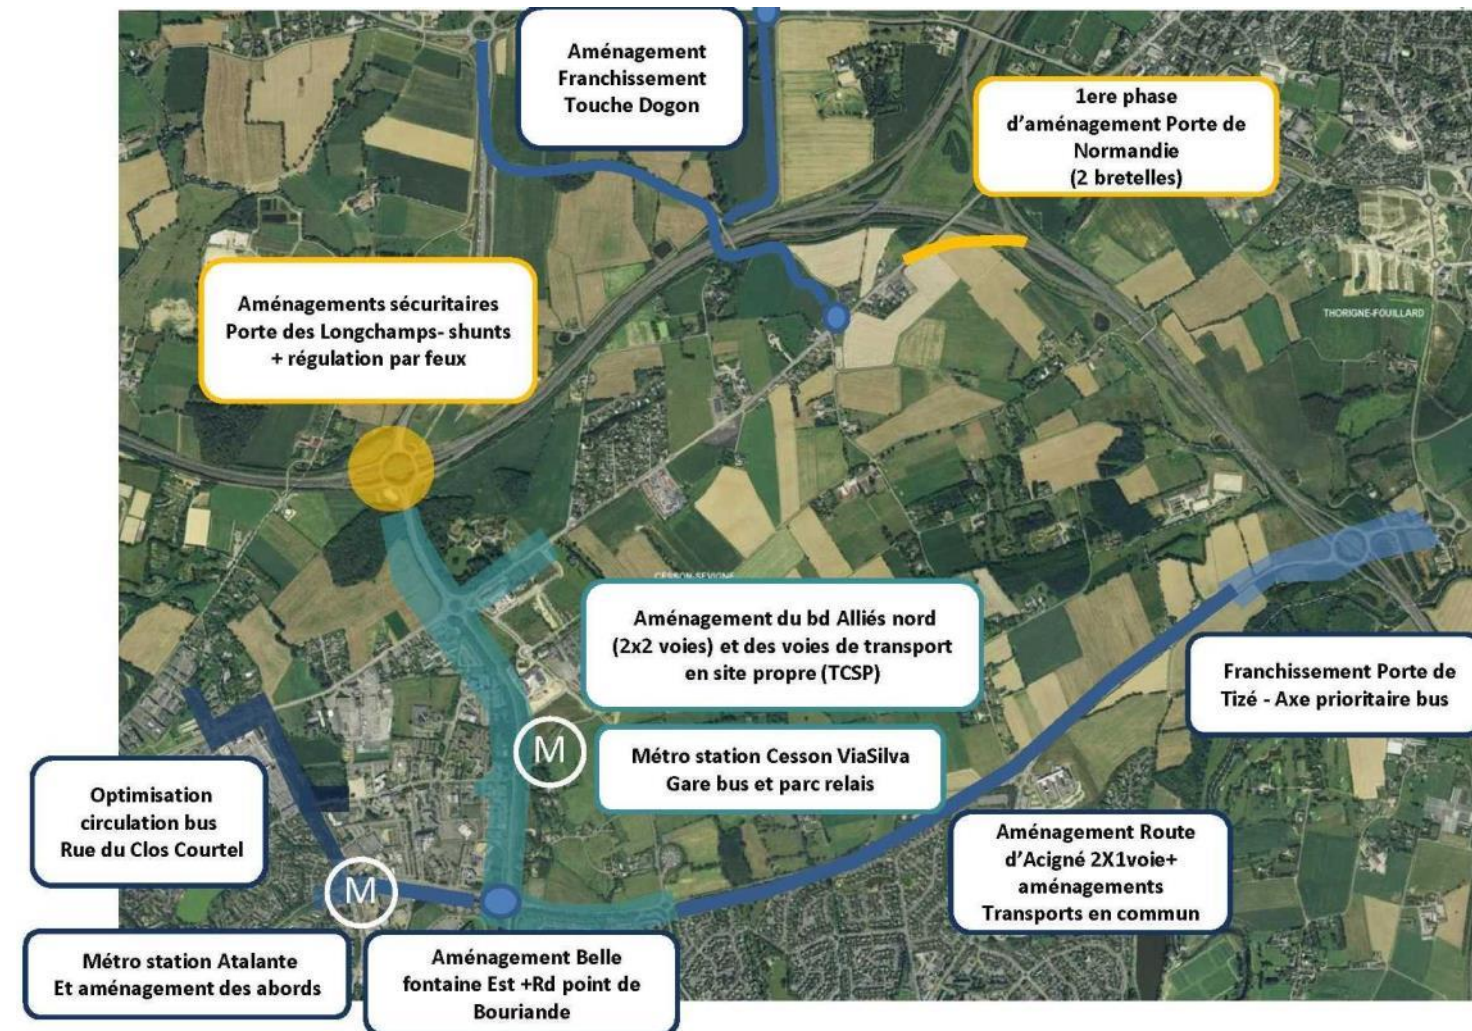 Aménagement
Franchissement
Touche Dogon
1ere phase
d'aménagement Porte de
Normandie
(2 bretelles)
Aménagements sécuritaires
Porte des Longchamps- shunts
+ régulation par feux
THORIGNE-FOUILLARD
CESSON-SEVIGNE
Aménagement du bd Alliés nord
(2x2 voies) et des voies de transport
en site propre (TCSP)
Franchissement Porte de
Tizé - Axe prioritaire bus
M
Métro station Cesson ViaSilva
Gare bus et parc relais
Optimisation
circulation bus
Rue du Clos Courtel
Aménagement Route
d'Acigné 2X1voie+
aménagements
Transports en commun
M
Métro station Atalante
Et aménagement des abords
Aménagement Belle
fontaine Est +Rd point de
Bouriande